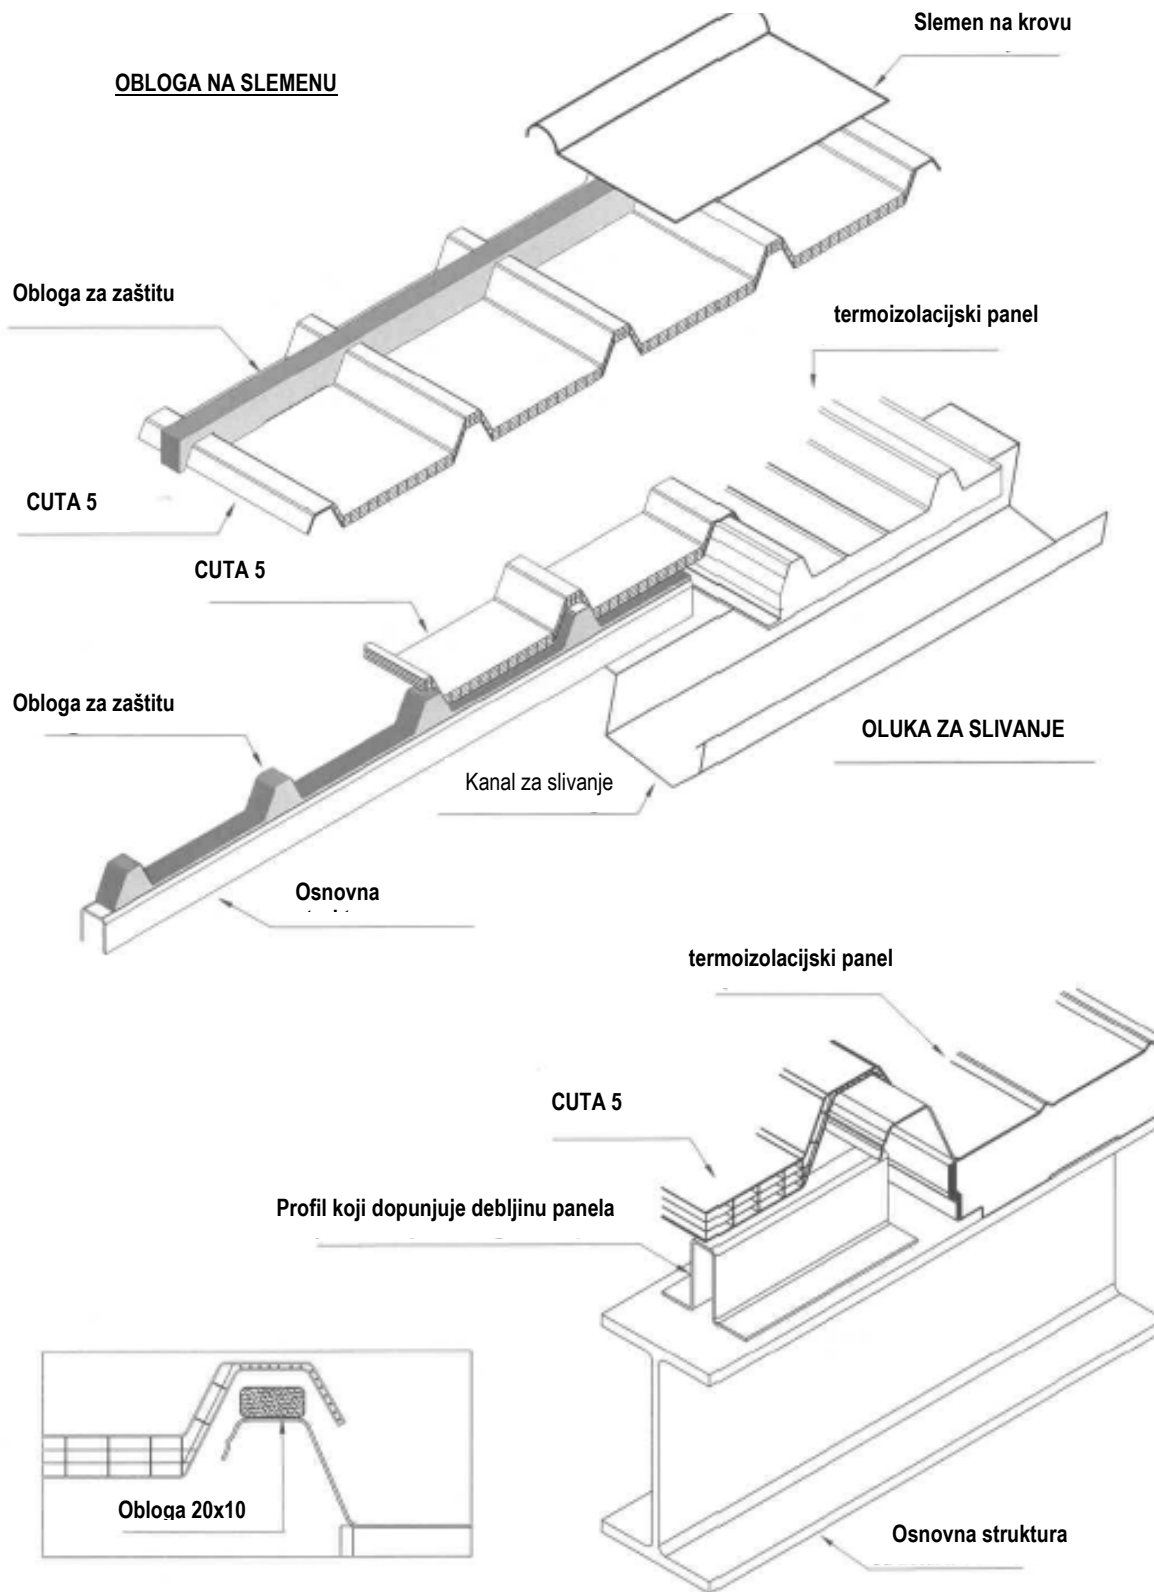 Slemen na krovu
OBLOGA NA SLEMENU
Obloga za zaštitu
termoizolacijski panel
CUTA 5
CUTA 5
Obloga za zaštitu
OLUKA ZA SLIVANJE
Kanal za slivanje
Osnovna
termoizolacijski panel
CUTA 5
Profil koji dopunjuje debljinu panela
Obloga 20x10
Osnovna struktura